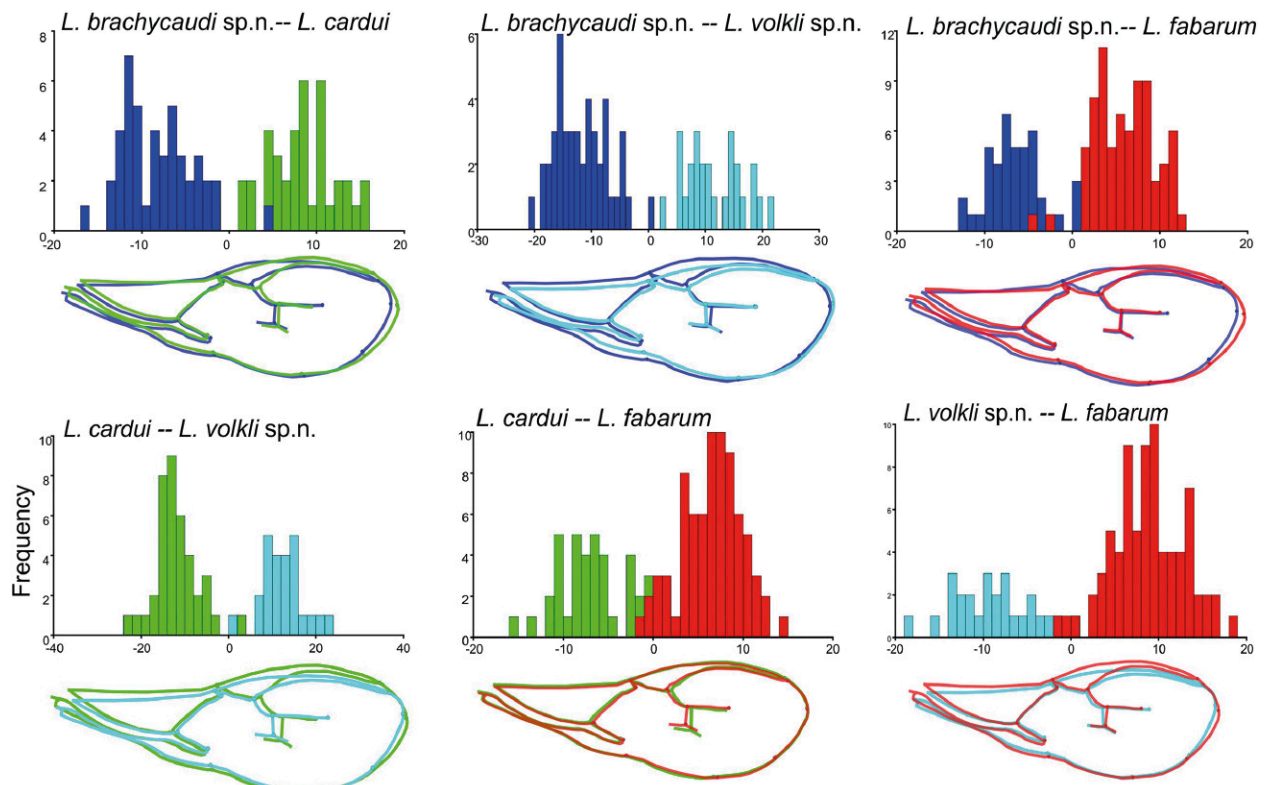 L. brachycaudi sp.n.-- L. cardui
8
6
4
2
0
-20 -10 0 10 20
L. brachycaudi sp.n. -- L. volkli sp.n.
6
4
2
0
-30 -20 -10 0 10 20 30
L. brachycaudi sp.n.-- L. fabarum
12
9
6
3
0
-20 -10 0 10 20
L. cardui -- L. volkli sp.n.
Frequency
10
8
6
4
2
0
-40 -20 0 20 40
L. cardui -- L. fabarum
10
8
6
4
2
0
-20 -10 0 10 20
L. volkli sp.n. -- L. fabarum
10
8
6
4
2
0
-20 -10 0 10 20